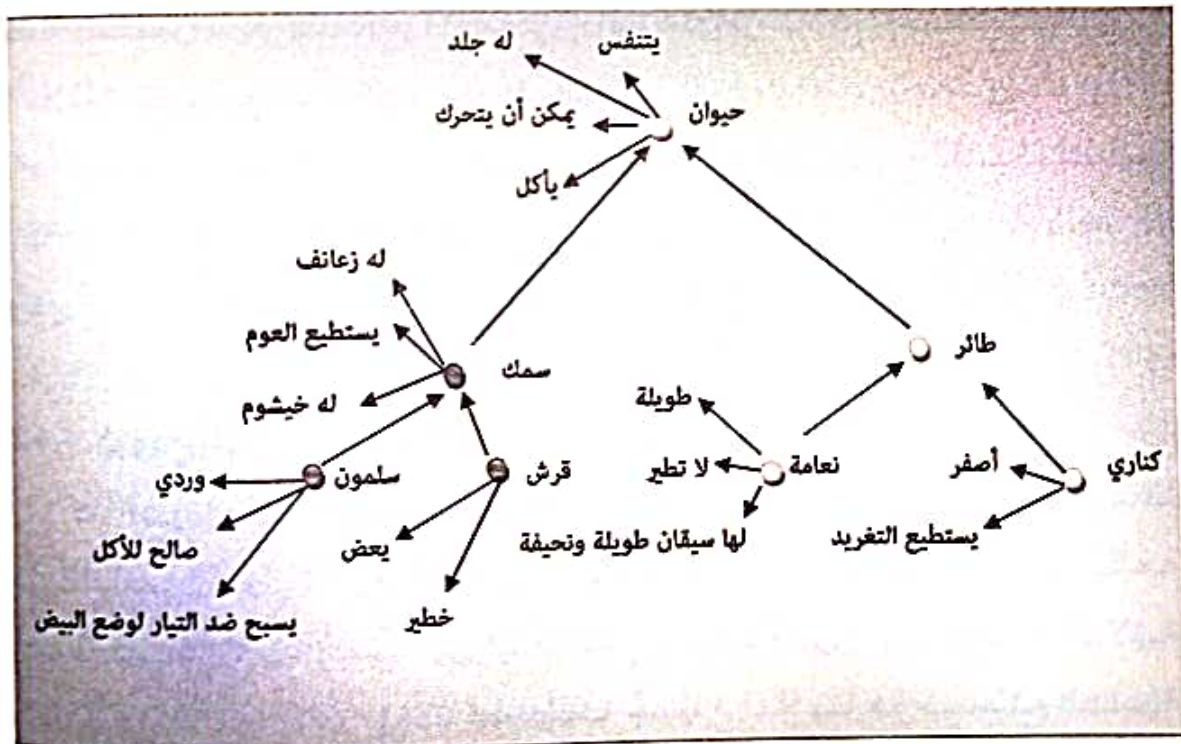 يتنفس
له جلد
حيوان
يمكن أن يتحرك
يأكل
له زعانف
يستطيع العوم
طائر
سمك
له خيشوم
طويلة
كناري
أصفر
نعامة
لا تطير
قرش
سلمون
وردي
يستطيع التغريد
لها سيقان طويلة ونحيفة
يعض
صالح للأكل
خطير
يسبح ضد التيار لوضع البيض